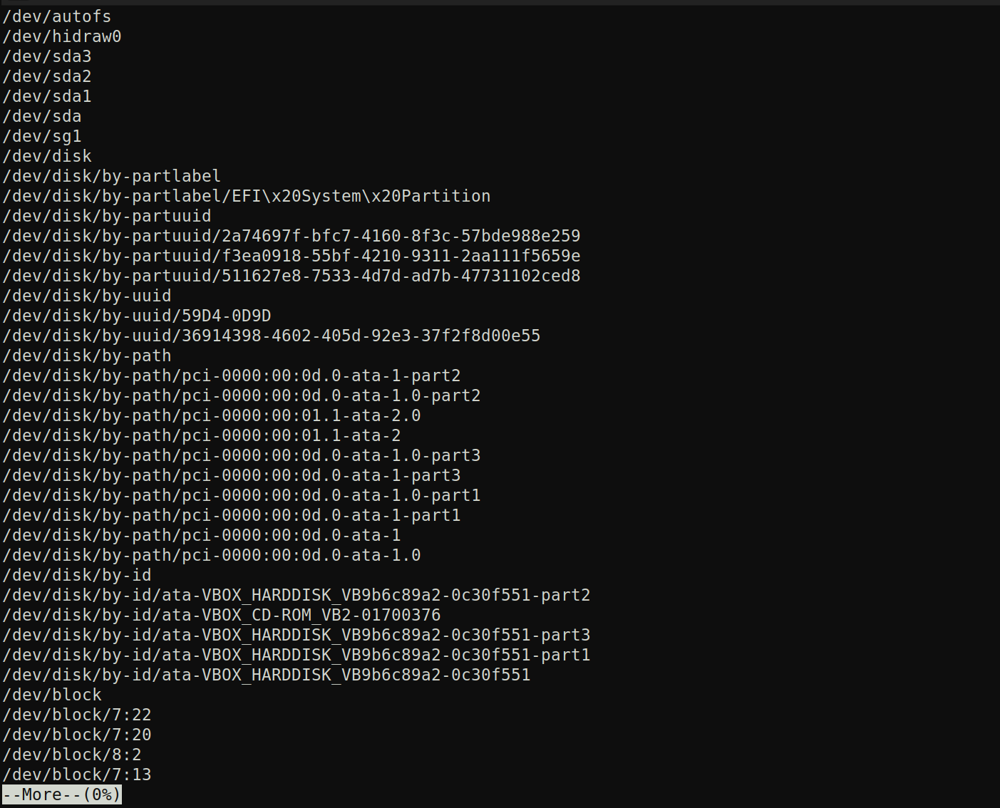 /dev/autofs
/dev/hidraw0
/dev/sda3
/dev/sda2
/dev/sda1
/dev/sda
/dev/sg1
/dev/disk
/dev/disk/by-partlabel
/dev/disk/by-partlabel/EFI\x20System\x20Partition
/dev/disk/by-partuuid
/dev/disk/by-partuuid/2a74697f-bfc7-4160-8f3c-57bde988e259
/dev/disk/by-partuuid/f3ea0918-55bf-4210-9311-2aa111f5659e
/dev/disk/by-partuuid/511627e8-7533-4d7d-ad7b-47731102ced8
/dev/disk/by-uuid
/dev/disk/by-uuid/59D4-0D9D
/dev/disk/by-uuid/36914398-4602-405d-92e3-37f2f8d00e55
/dev/disk/by-path
/dev/disk/by-path/pci-0000:00:0d.0-ata-1-part2
/dev/disk/by-path/pci-0000:00:0d.0-ata-1.0-part2
/dev/disk/by-path/pci-0000:00:01.1-ata-2.0
/dev/disk/by-path/pci-0000:00:01.1-ata-2
/dev/disk/by-path/pci-0000:00:0d.0-ata-1.0-part3
/dev/disk/by-path/pci-0000:00:0d.0-ata-1-part3
/dev/disk/by-path/pci-0000:00:0d.0-ata-1.0-part1
/dev/disk/by-path/pci-0000:00:0d.0-ata-1-part1
/dev/disk/by-path/pci-0000:00:0d.0-ata-1
/dev/disk/by-path/pci-0000:00:0d.0-ata-1.0
/dev/disk/by-id
/dev/disk/by-id/ata-VBOX_HARDDISK_VB9b6c89a2-0c30f551-part2
/dev/disk/by-id/ata-VBOX_CD-ROM_VB2-01700376
/dev/disk/by-id/ata-VBOX_HARDDISK_VB9b6c89a2-0c30f551-part3
/dev/disk/by-id/ata-VBOX_HARDDISK_VB9b6c89a2-0c30f551-part1
/dev/disk/by-id/ata-VBOX_HARDDISK_VB9b6c89a2-0c30f551
/dev/block
/dev/block/7:22
/dev/block/7:20
/dev/block/8:2
/dev/block/7:13
--More--(0%)